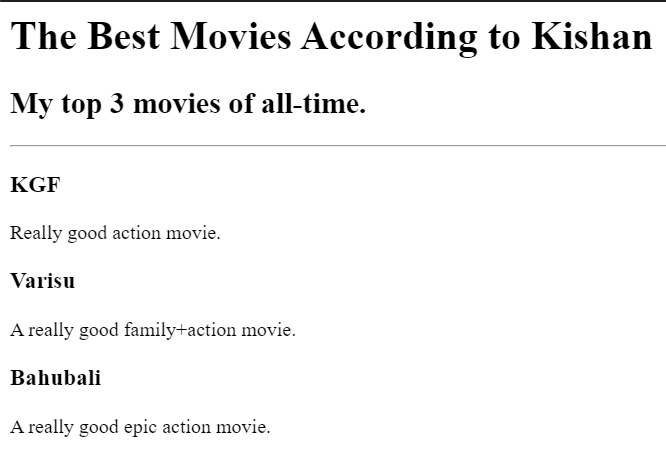 The Best Movies According to Kishan
My top 3 movies of all-time.
KGF
Really good action movie.
Varisu
A really good family+action movie.
Bahubali
A really good epic action movie.